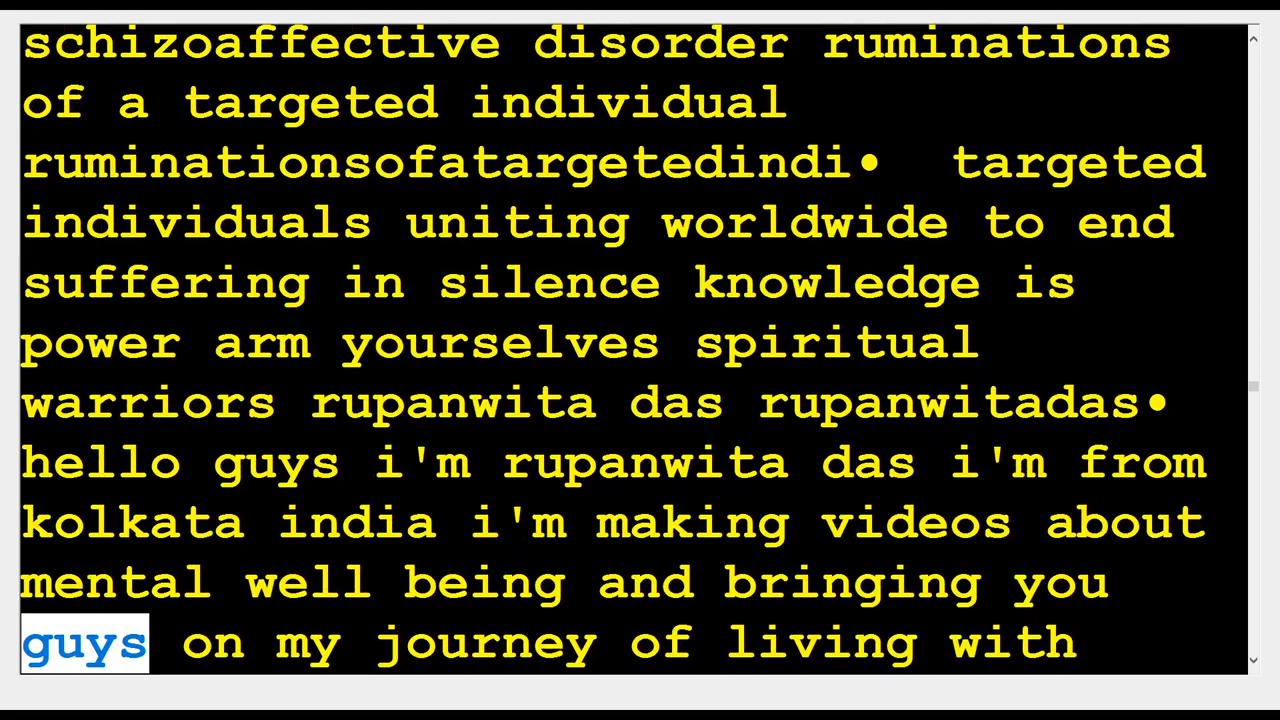 schizoaffective disorder ruminations
of a targeted individual
ruminationsofatargetedindi• targeted
individuals uniting worldwide to end
suffering in silence knowledge is
power arm yourselves spiritual
warriors rupanwita das rupanwitadas•
hello guys i'm rupanwita das i'm from
kolkata india i'm making videos about
mental well being and bringing you
guys on my journey of living with